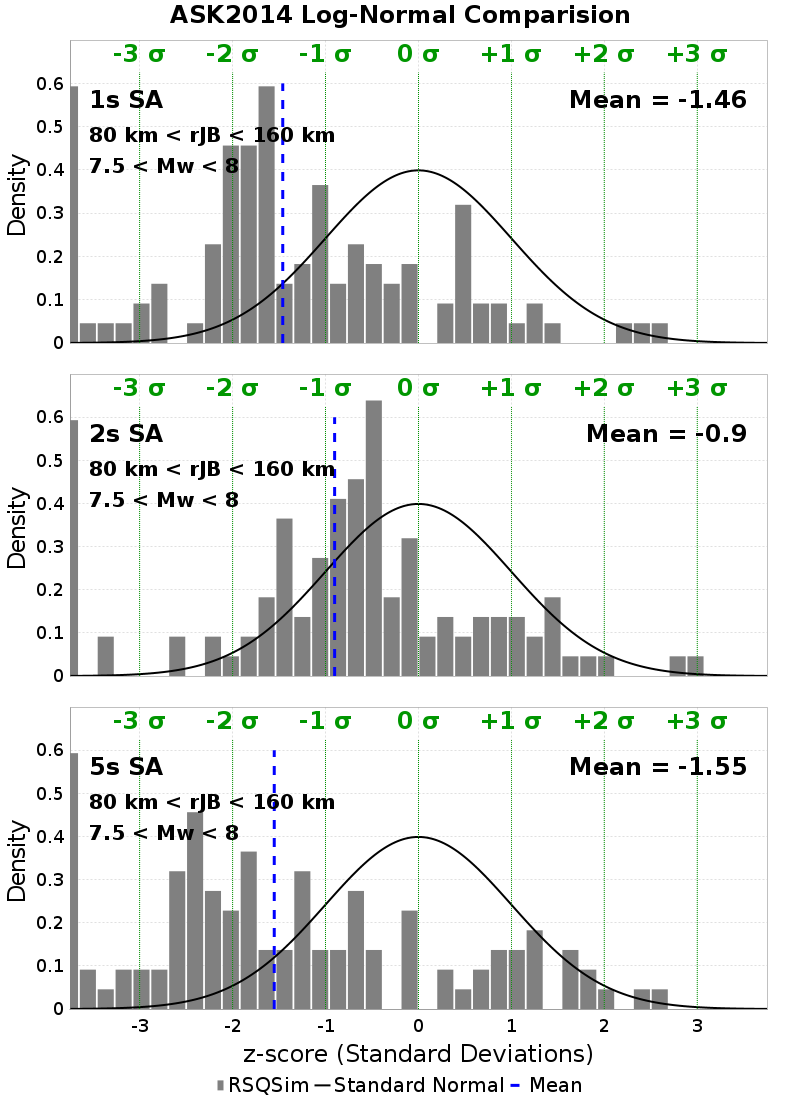 ASK2014 Log-Normal Comparision
-3 σ -2 σ -1 σ 0 σ +1 σ +2 σ +3 σ
1s SA
Mean = -1.46
80 km < rJB < 160 km
7.5 < Mw < 8
0.6
0.5
0.4
0.3
0.2
0.1
0
Density
-3 σ -2 σ -1 σ 0 σ +1 σ +2 σ +3 σ
2s SA
Mean = -0.9
80 km < rJB < 160 km
7.5 < Mw < 8
0.6
0.5
0.4
0.3
0.2
0.1
0
Density
-3 σ -2 σ -1 σ 0 σ +1 σ +2 σ +3 σ
5s SA
Mean = -1.55
80 km < rJB < 160 km
7.5 < Mw < 8
0.6
0.5
0.4
0.3
0.2
0.1
0
Density
-3 -2 -1 0 1 2 3
z-score (Standard Deviations)
RSQSim Standard Normal Mean